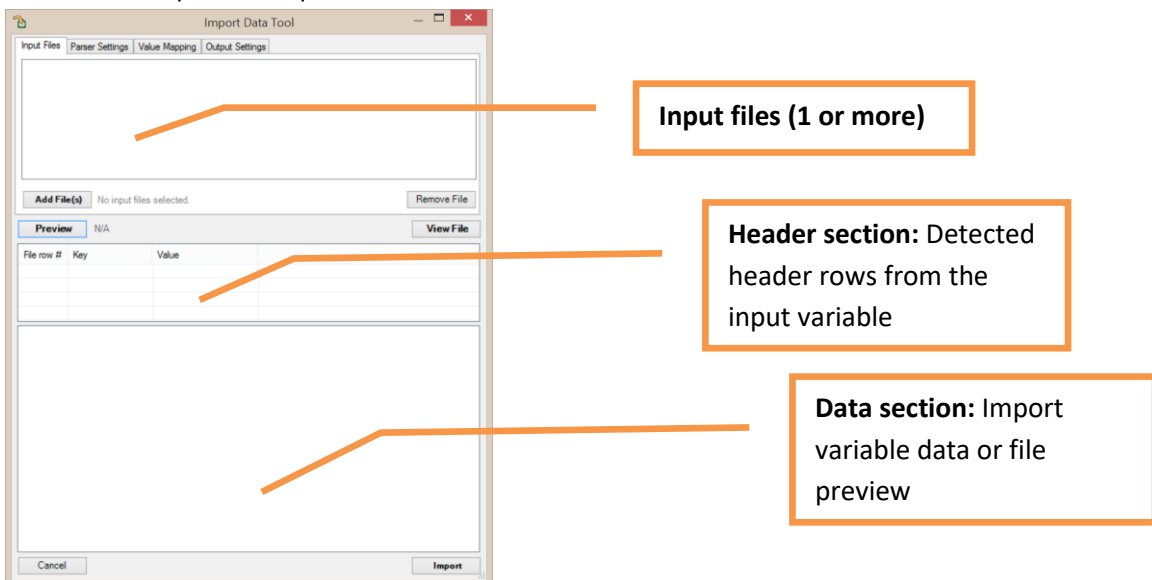 Import Data Tool
Input Files Parser Settings Value Mapping Output Settings
Input files (1 or more)
Add File(s) No input files selected. Remove File
Preview N/A View File
Header section: Detected
header rows from the
input variable
File row # Key Value
Data section: Import
variable data or file
preview
Cancel Import